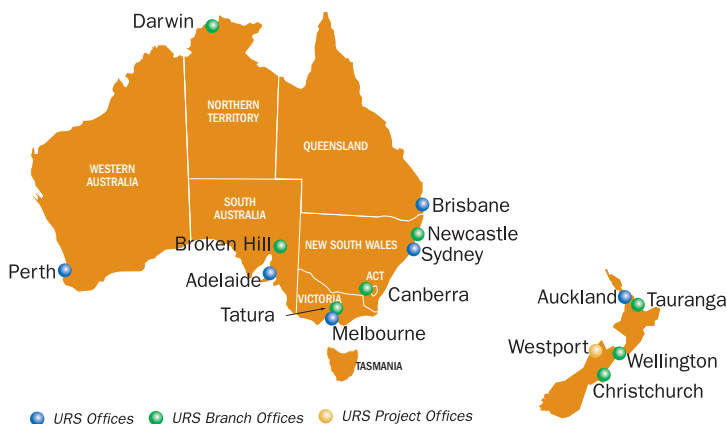 Darwin
NORTHERN
TERRITORY
QUEENSLAND
WESTERN
AUSTRALIA
SOUTH
AUSTRALIA
Brisbane
Newcastle
Broken Hill
NEW SOUTH WALES
Sydney
Perth
Adelaide
ACT
Canberra
VICTORIA
Tatura
Melbourne
TASMANIA
Auckland
Tauranga
Westport
Wellington
Christchurch
URS Offices
URS Branch Offices
URS Project Offices